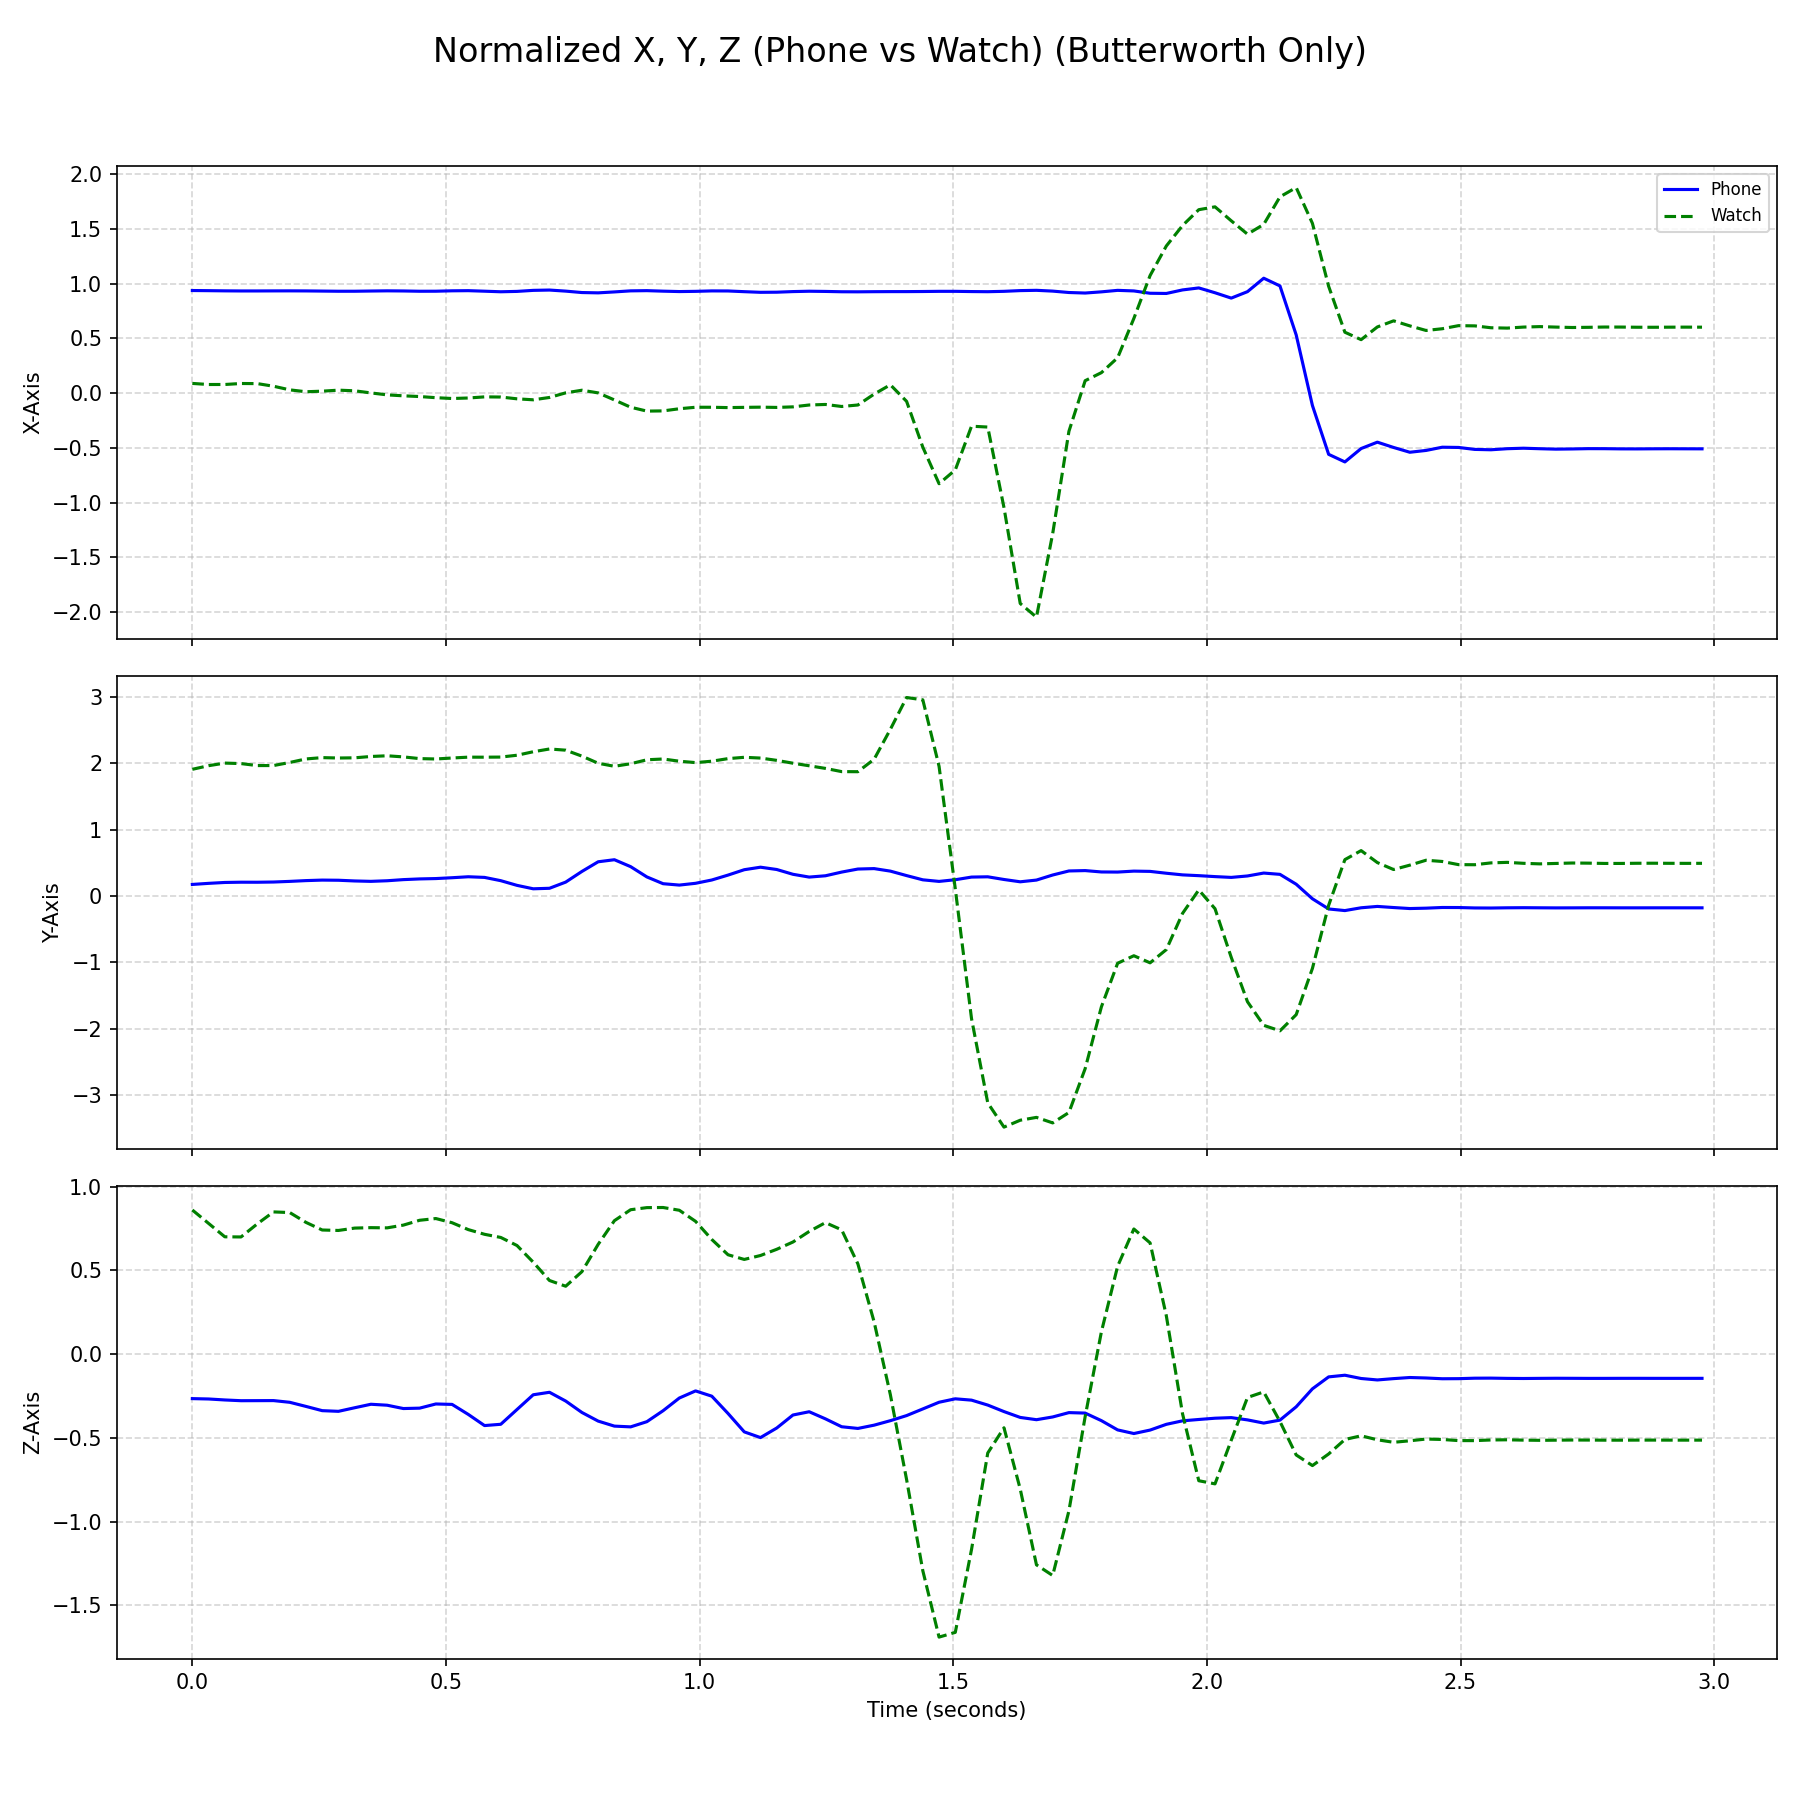 Normalized X, Y, Z (Phone vs Watch) (Butterworth Only)
Phone
Watch
2.0
1.5
1.0
0.5
0.0
−0.5
−1.0
−1.5
−2.0
X-Axis
3
2
1
0
−1
−2
−3
Y-Axis
1.0
0.5
0.0
−0.5
−1.0
−1.5
Z-Axis
0.0 0.5 1.0 1.5 2.0 2.5 3.0
Time (seconds)